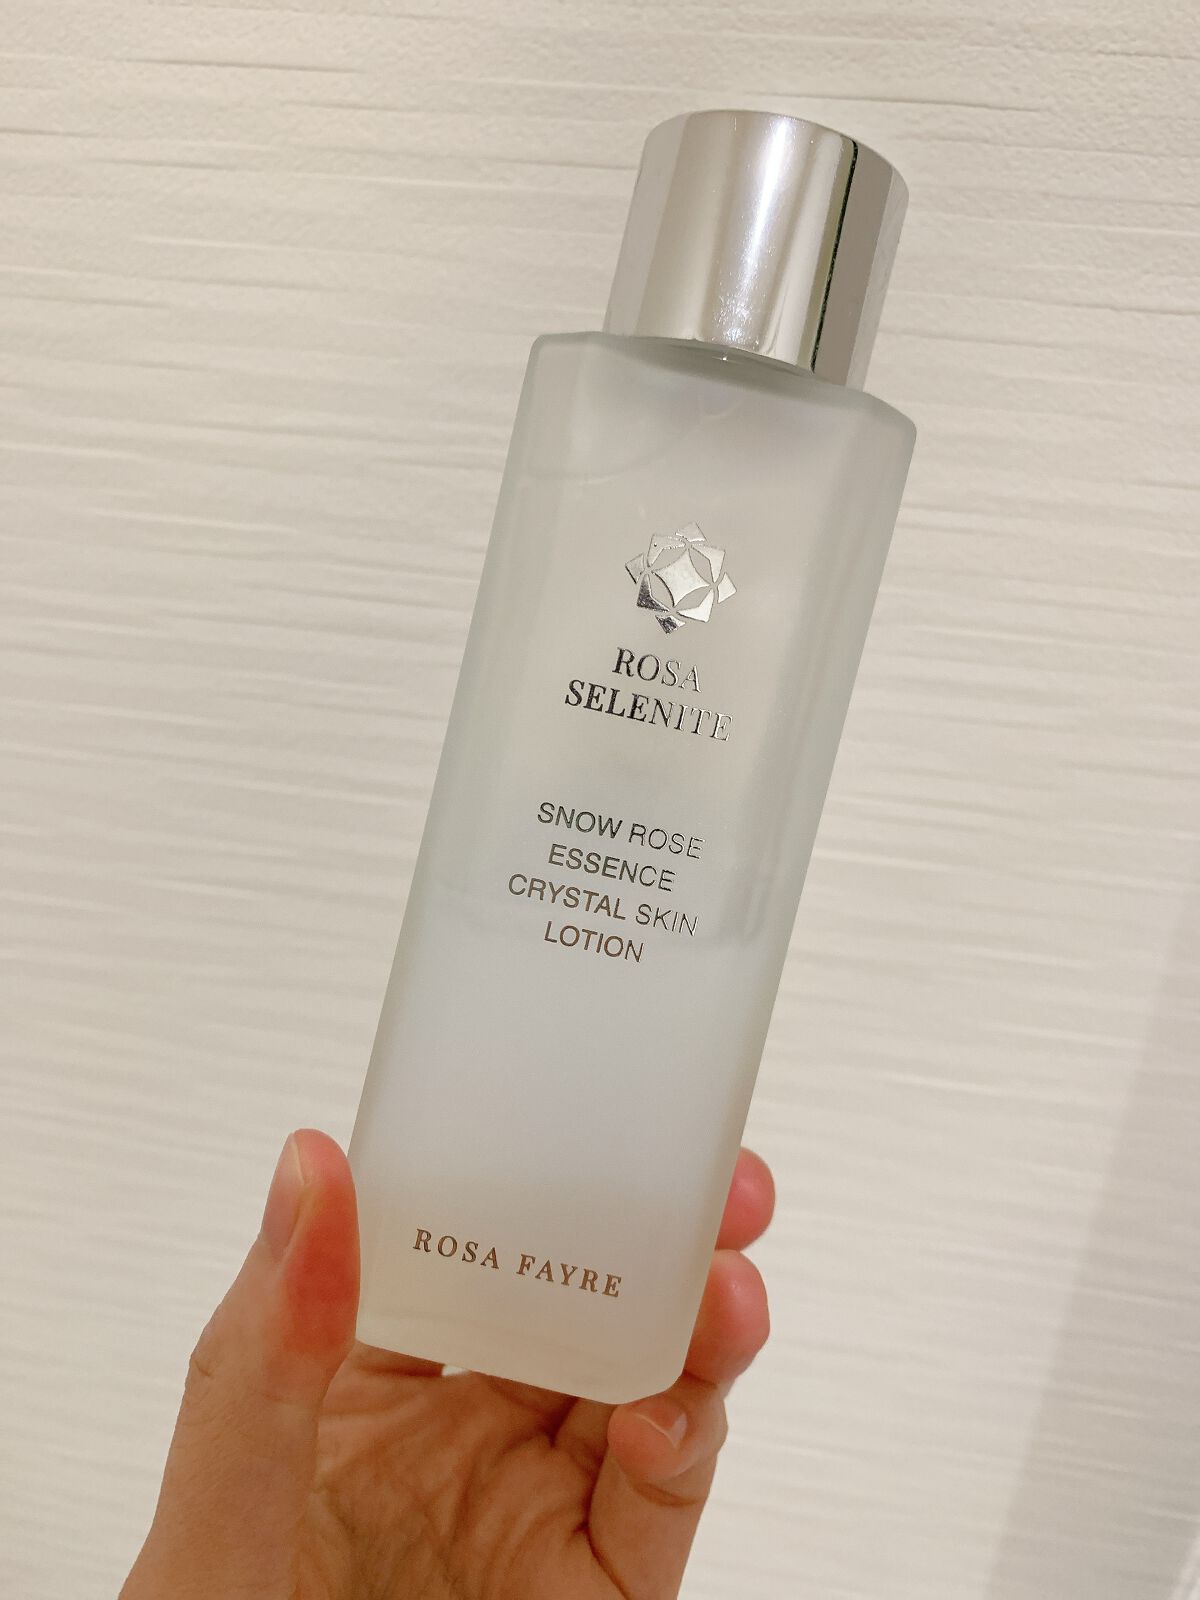 ROSA
SELENITE
SNOW ROSE
ESSENCE
CRYSTAL SKIN
LOTION
ROSA FAYRE